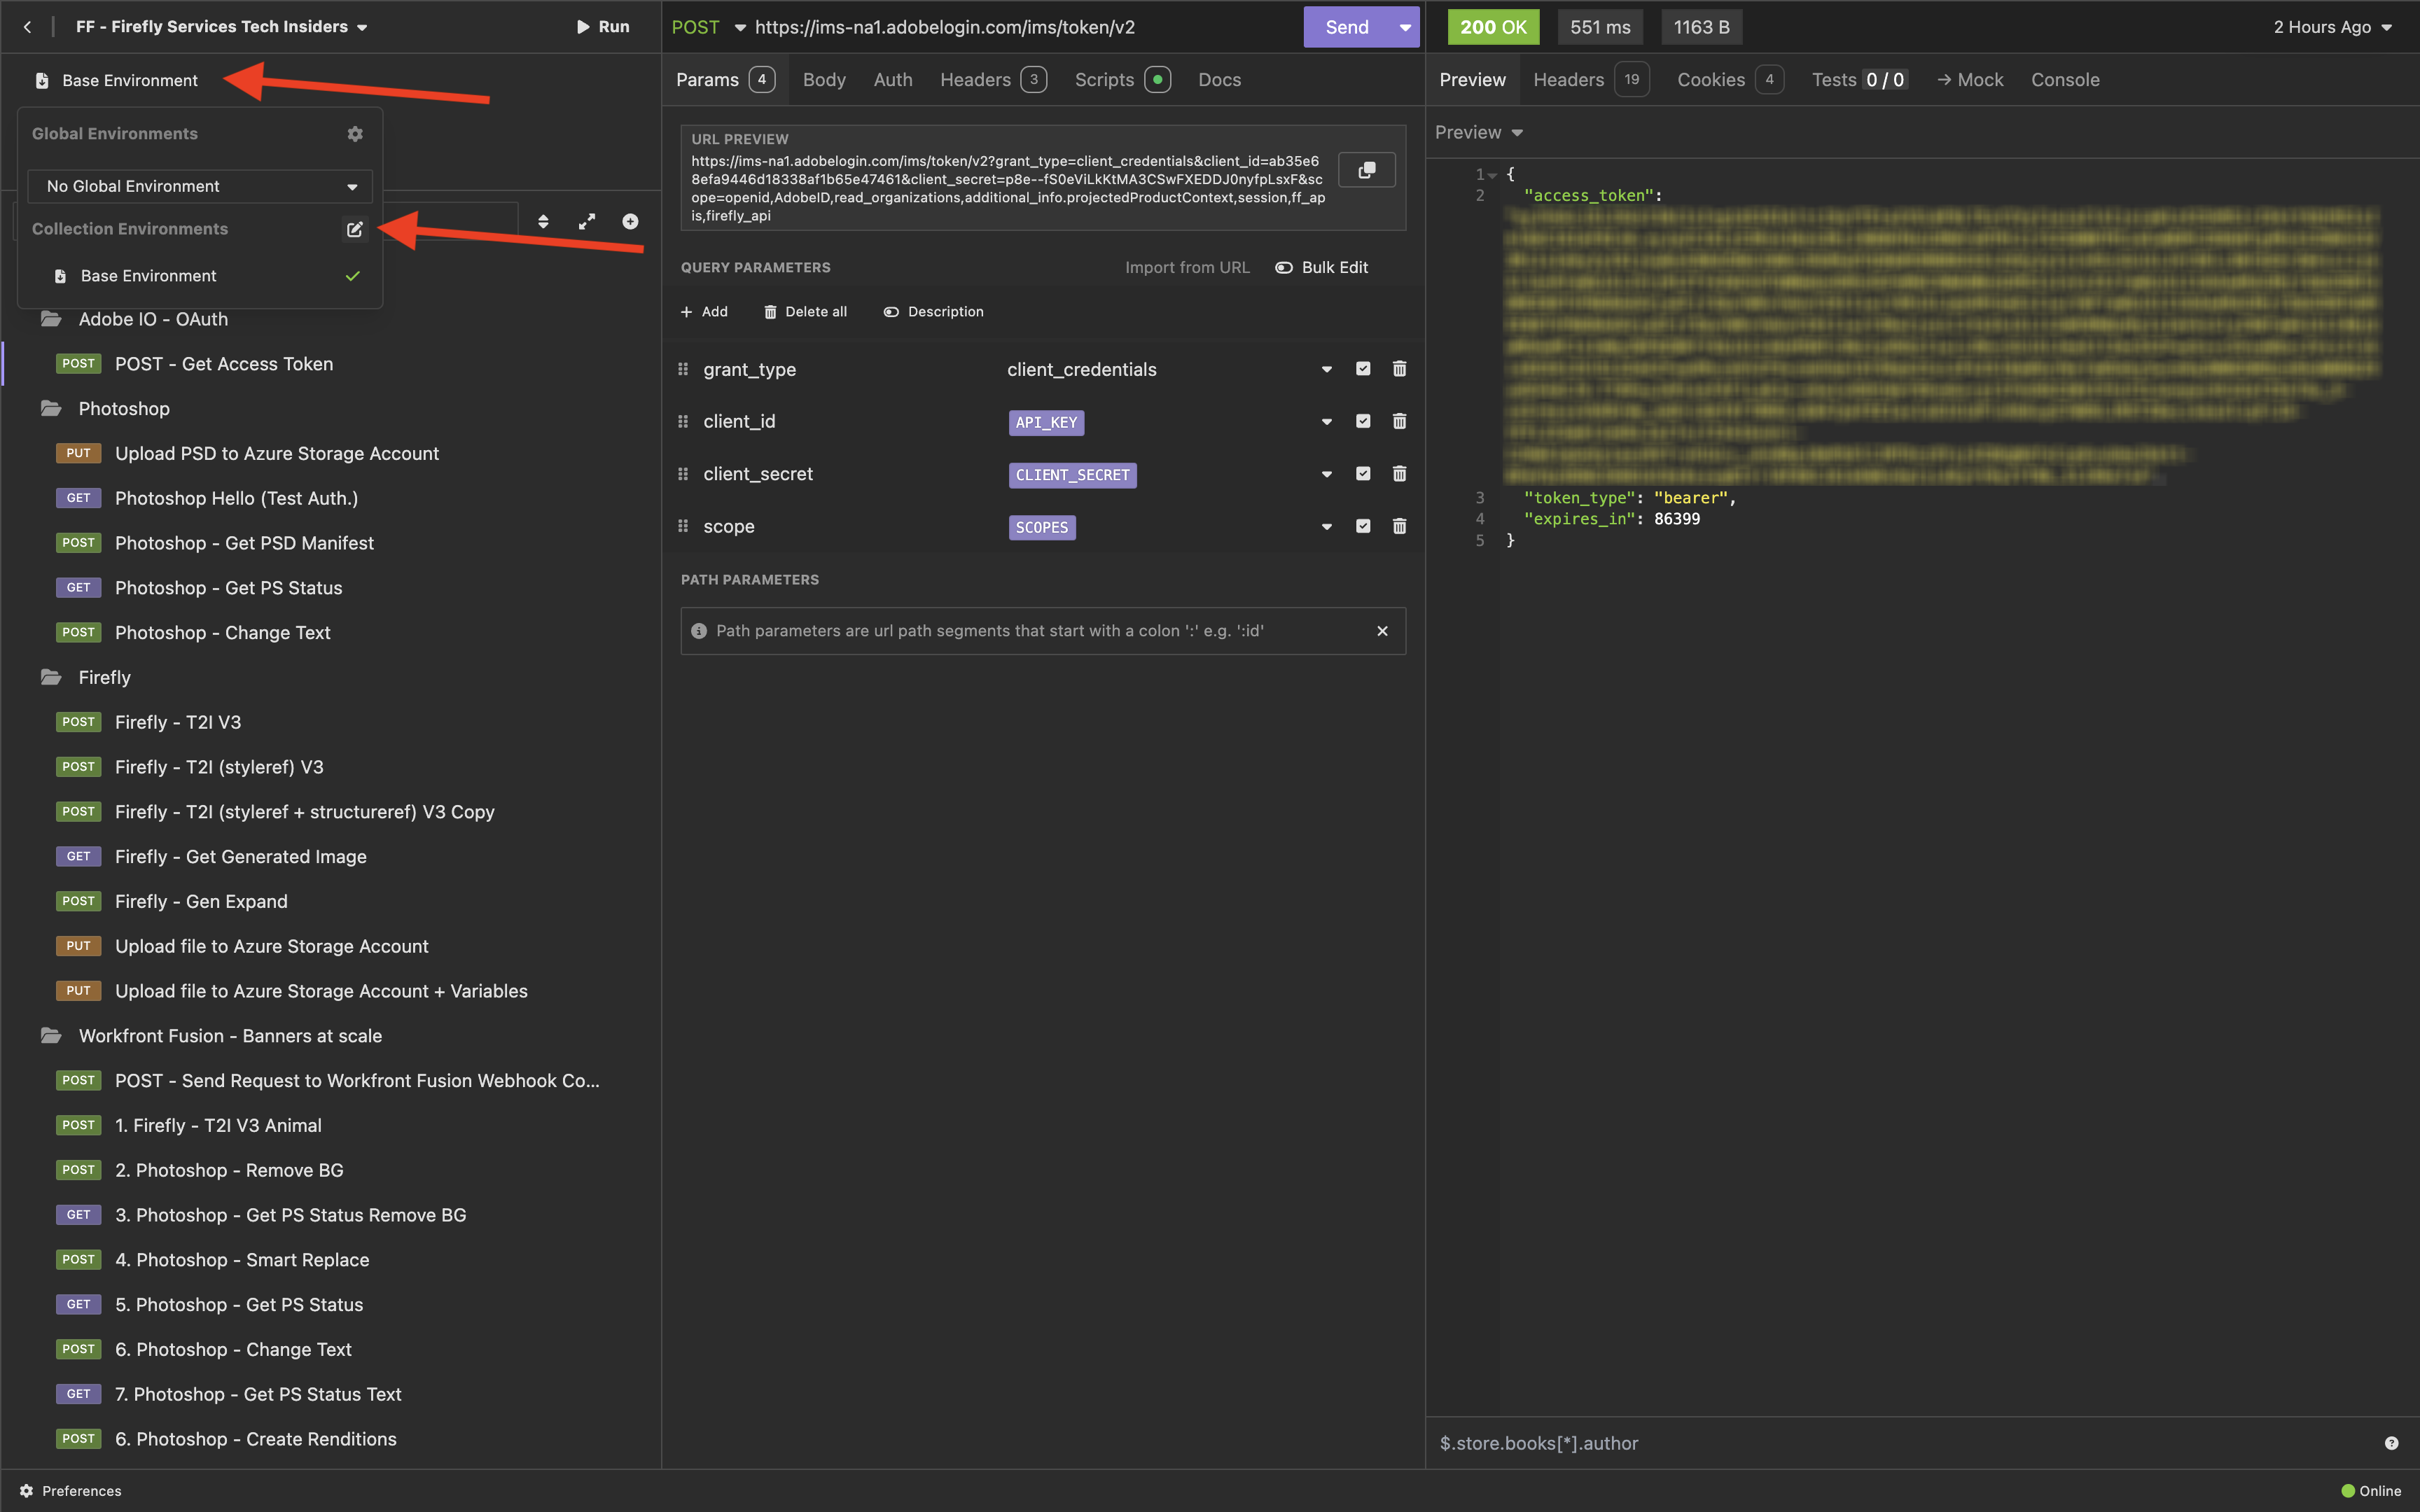 FF - Firefly Services Tech Insiders
Run
Base Environment
Global Environments
No Global Environment
Collection Environments
Base Environment
Adobe IO - OAuth
POST POST - Get Access Token
Photoshop
PUT Upload PSD to Azure Storage Account
GET Photoshop Hello (Test Auth.)
POST Photoshop - Get PSD Manifest
GET Photoshop - Get PS Status
POST Photoshop - Change Text
Firefly
POST Firefly - T2I V3
POST Firefly - T2I (styleref) V3
POST Firefly - T2I (styleref + structureref) V3 Copy
GET Firefly - Get Generated Image
POST Firefly - Gen Expand
PUT Upload file to Azure Storage Account
PUT Upload file to Azure Storage Account + Variables
Workfront Fusion - Banners at scale
POST POST - Send Request to Workfront Fusion Webhook Co...
POST 1. Firefly - T2I V3 Animal
POST 2. Photoshop - Remove BG
GET 3. Photoshop - Get PS Status Remove BG
POST 4. Photoshop - Smart Replace
GET 5. Photoshop - Get PS Status
POST 6. Photoshop - Change Text
GET 7. Photoshop - Get PS Status Text
POST 6. Photoshop - Create Renditions
Preferences
POST https://ims-na1.adobelogin.com/ims/token/v2 Send
Params 4 Body Auth Headers 3 Scripts Docs
URL PREVIEW
https://ims-na1.adobelogin.com/ims/token/v2?grant_type=client_credentials&client_id=ab35e6
8efa9446d18338af1b65e47461&client_secret=p8e--fS0eViLkKtMA3CSwFXEDDJ0nyfpLsxF&sc
ope=openid,AdobeID,read_organizations,additional_info.projectedProductContext,session,ff_ap
is,firefly_api
QUERY PARAMETERS Import from URL Bulk Edit
Add Delete all Description
grant_type client_credentials
client_id API_KEY
client_secret CLIENT_SECRET
scope SCOPES
PATH PARAMETERS
Path parameters are url path segments that start with a colon ':' e.g. ':id'
200 OK 551 ms 1163 B 2 Hours Ago
Preview Headers 19 Cookies 4 Tests 0 / 0 → Mock Console
Preview
1 {
2 "access_token":
3 "token_type": "bearer",
4 "expires_in": 86399
5 }
$.store.books[*].author
Online